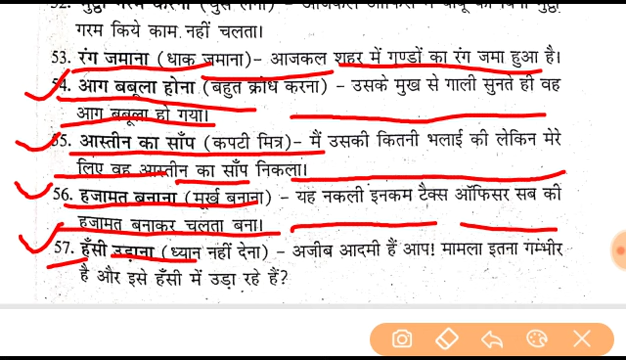 गरम किये काम नहीं चलता।
53. रंग जमाना (धाक जमाना)- आजकल शहर में गुण्डों का रंग जमा हुआ है।
54. आग बबूला होना (बहुत क्रोध करना) - उसके मुख से गाली सुनते ही वह
आग बबूला हो गया।
55. आस्तीन का साँप (कपटी मित्र)- मैं उसकी कितनी भलाई की लेकिन मेरे
लिए वह आस्तीन का साँप निकला।
56. हजामत बनाना (मूर्ख बनाना) - यह नकली इनकम टैक्स ऑफिसर सब की
हजामत बनाकर चलता बना।
57. हँसी उड़ाना (ध्यान नहीं देना) - अजीब आदमी हैं आप! मामला इतना गम्भीर
है और इसे हँसी में उड़ा रहे हैं?